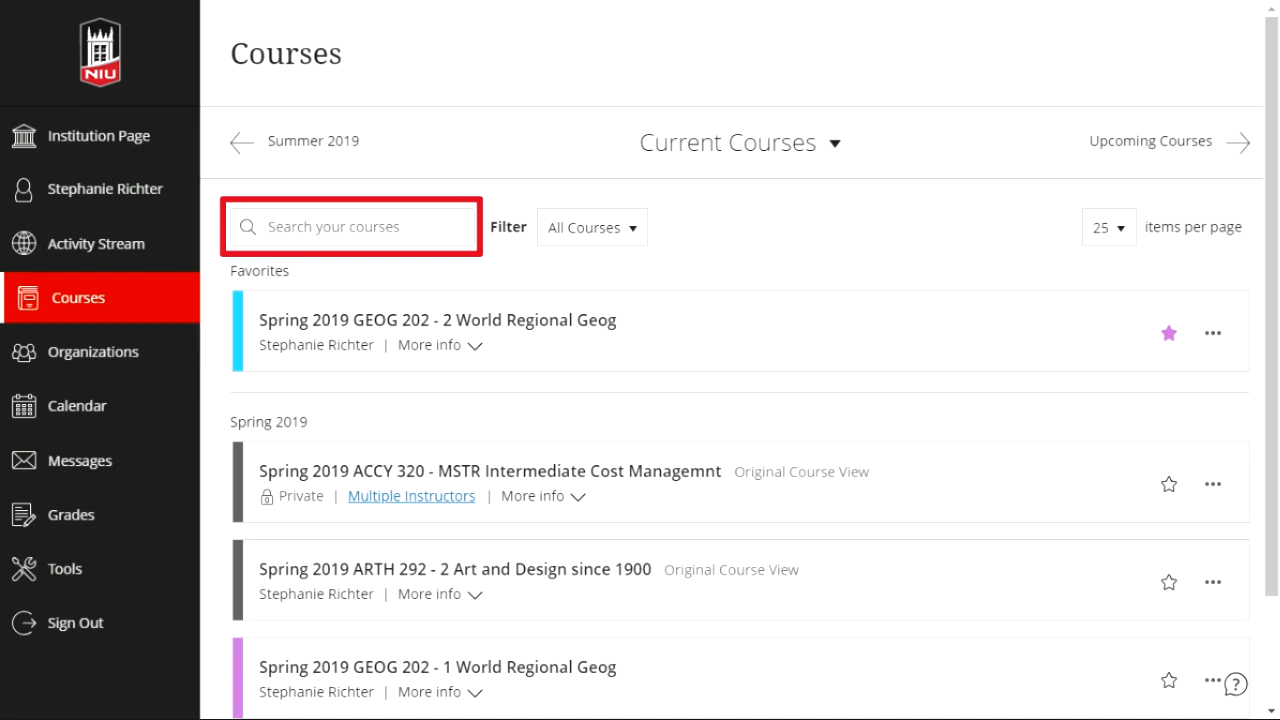 NIU
Institution Page
Stephanie Richter
Activity Stream
Courses
Organizations
Calendar
Messages
Grades
Tools
Sign Out
Courses
Summer 2019
Current Courses
Upcoming Courses
Search your courses
Filter
All Courses
25
items per page
Favorites
Spring 2019 GEOG 202 - 2 World Regional Geog
Stephanie Richter | More info
Spring 2019
Spring 2019 ACCY 320 - MSTR Intermediate Cost Managemnt Original Course View
Private | Multiple Instructors | More info
Spring 2019 ARTH 292 - 2 Art and Design since 1900 Original Course View
Stephanie Richter | More info
Spring 2019 GEOG 202 - 1 World Regional Geog
Stephanie Richter | More info
?